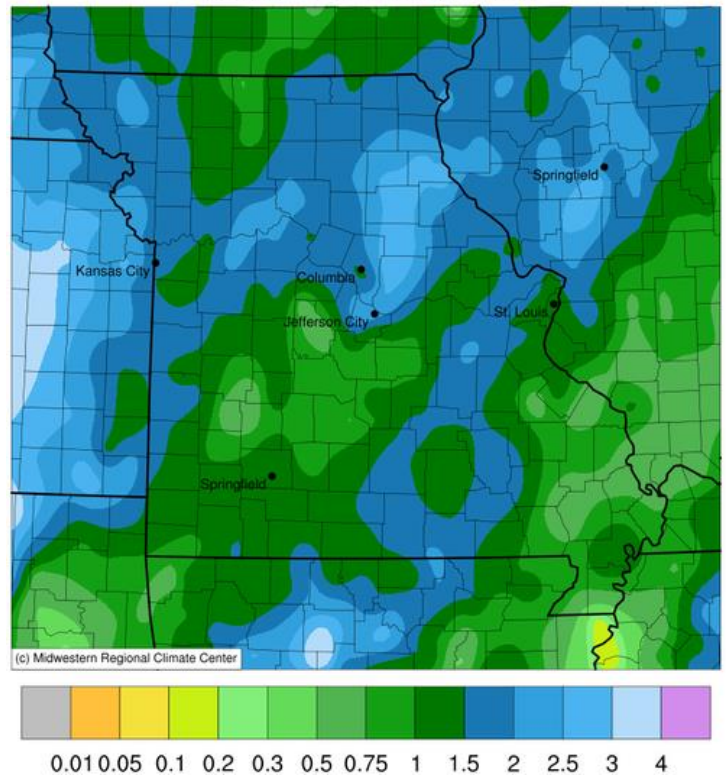 Springfield
Kansas City
Columbia
Jefferson City
St. Louis
Springfield
(c) Midwestern Regional Climate Center
0.01 0.05 0.1 0.2 0.3 0.5 0.75 1 1.5 2 2.5 3 4